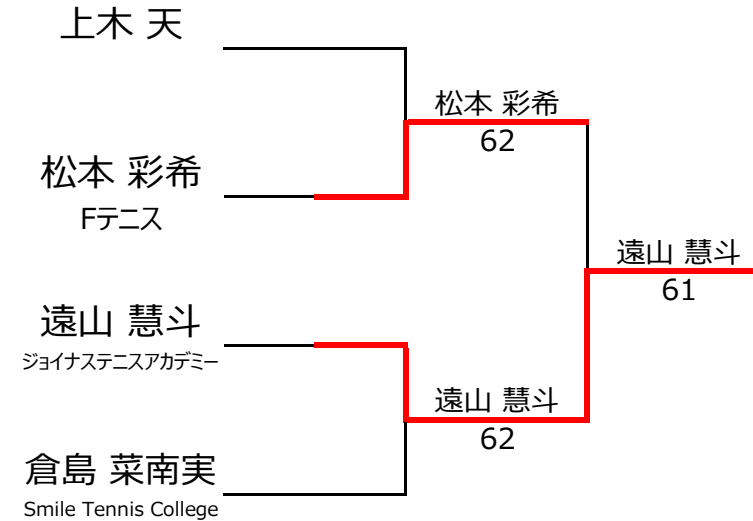 上木 天
松本 彩希
62
松本 彩希
Fテニス
遠山 慧斗
61
遠山 慧斗
ジョイナステニスアカデミー
遠山 慧斗
62
倉島 菜南実
Smile Tennis College